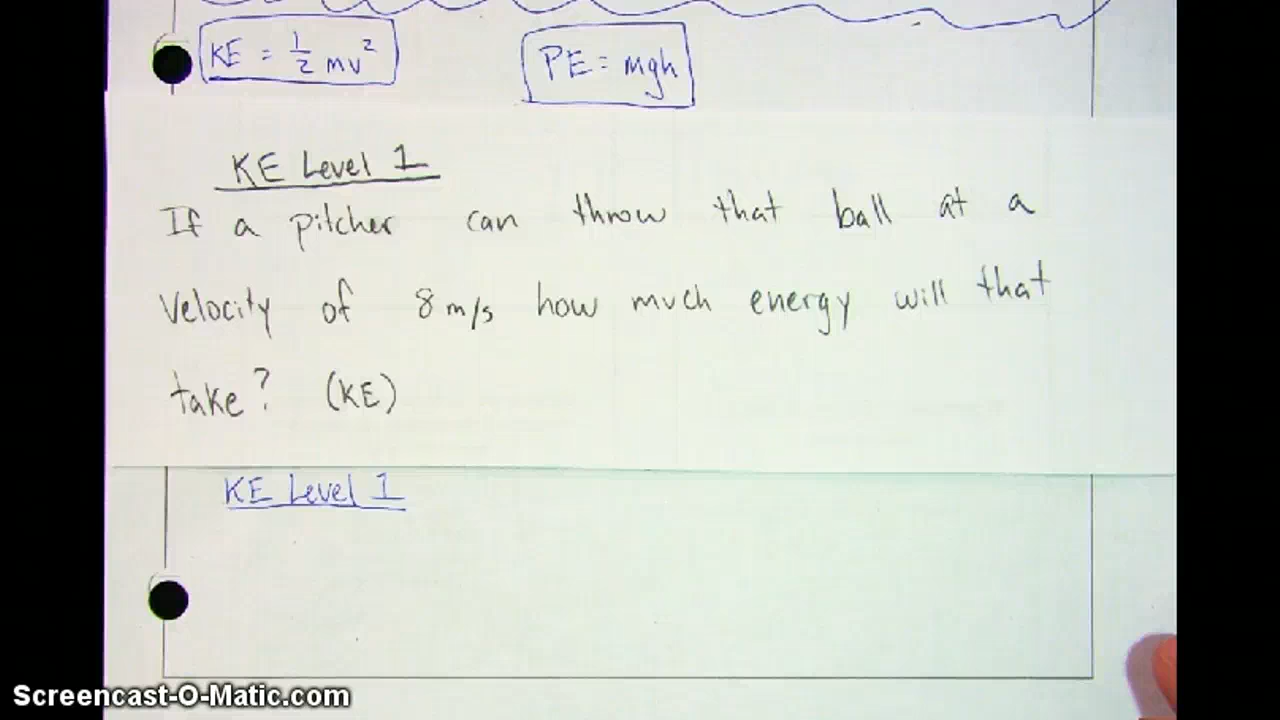 KE = 1/2 mv²
PE = mgh
KE Level 1
If a pitcher can throw that ball at a
velocity of 8 m/s how much energy will that
take? (KE)
KE Level 1
Screencast-O-Matic.com